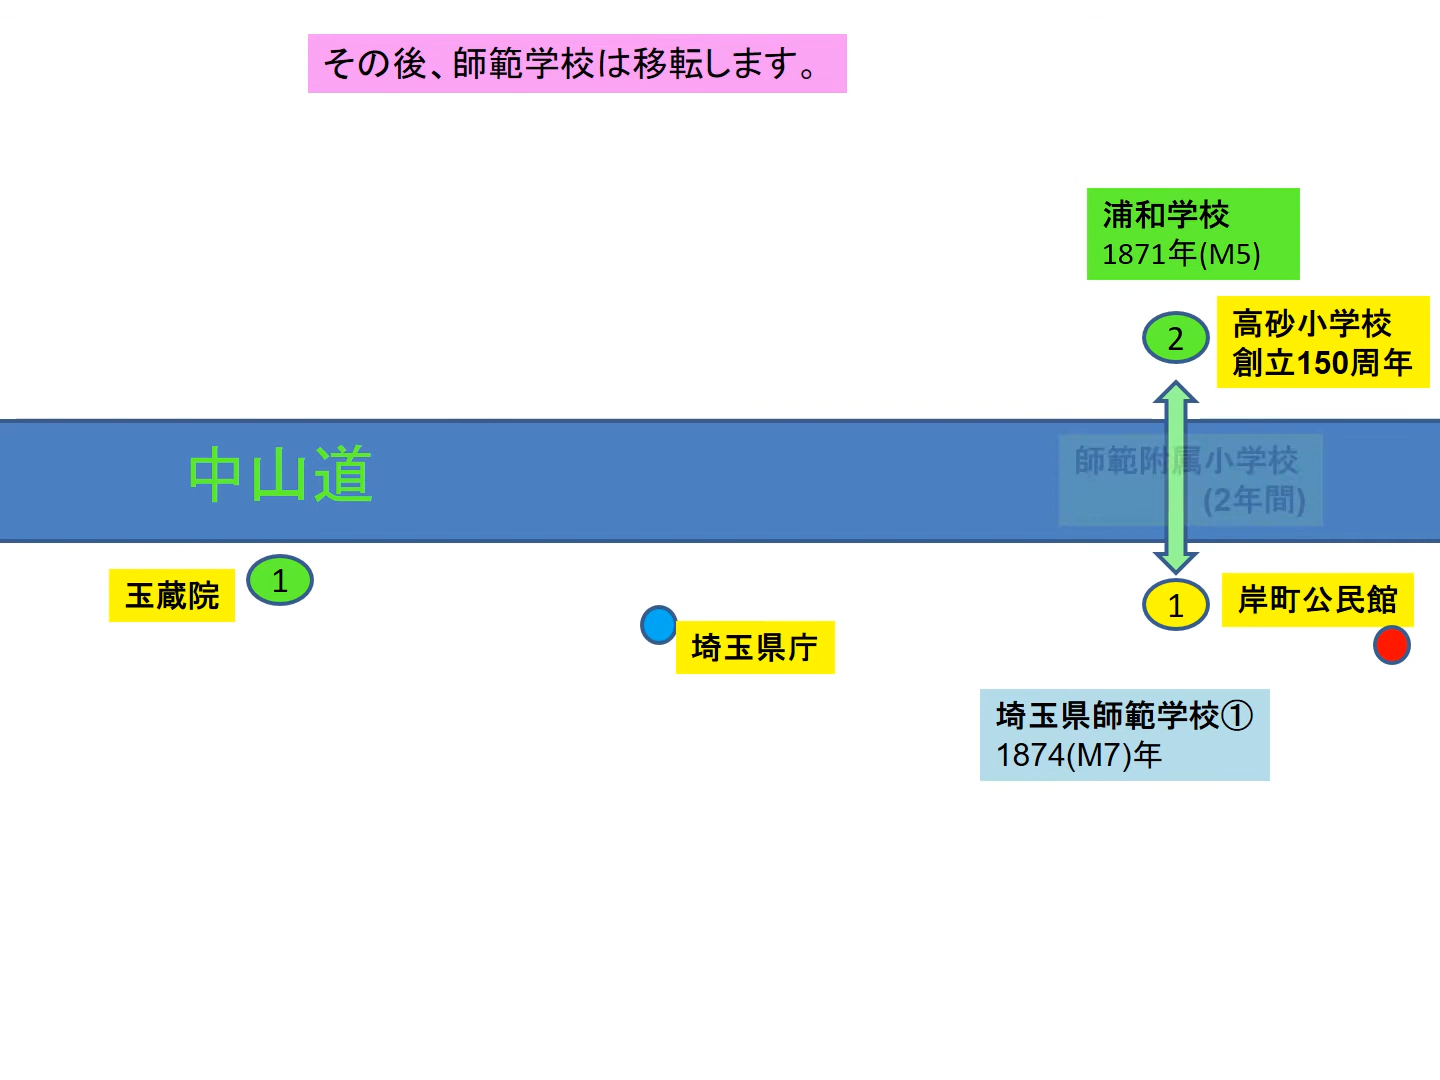 その後、師範学校は移転します。
浦和学校
1871年(M5)
2
高砂小学校
創立150周年
中山道
師範附属小学校
(2年間)
玉蔵院
1
埼玉県庁
1
岸町公民館
埼玉県師範学校①
1874(M7)年